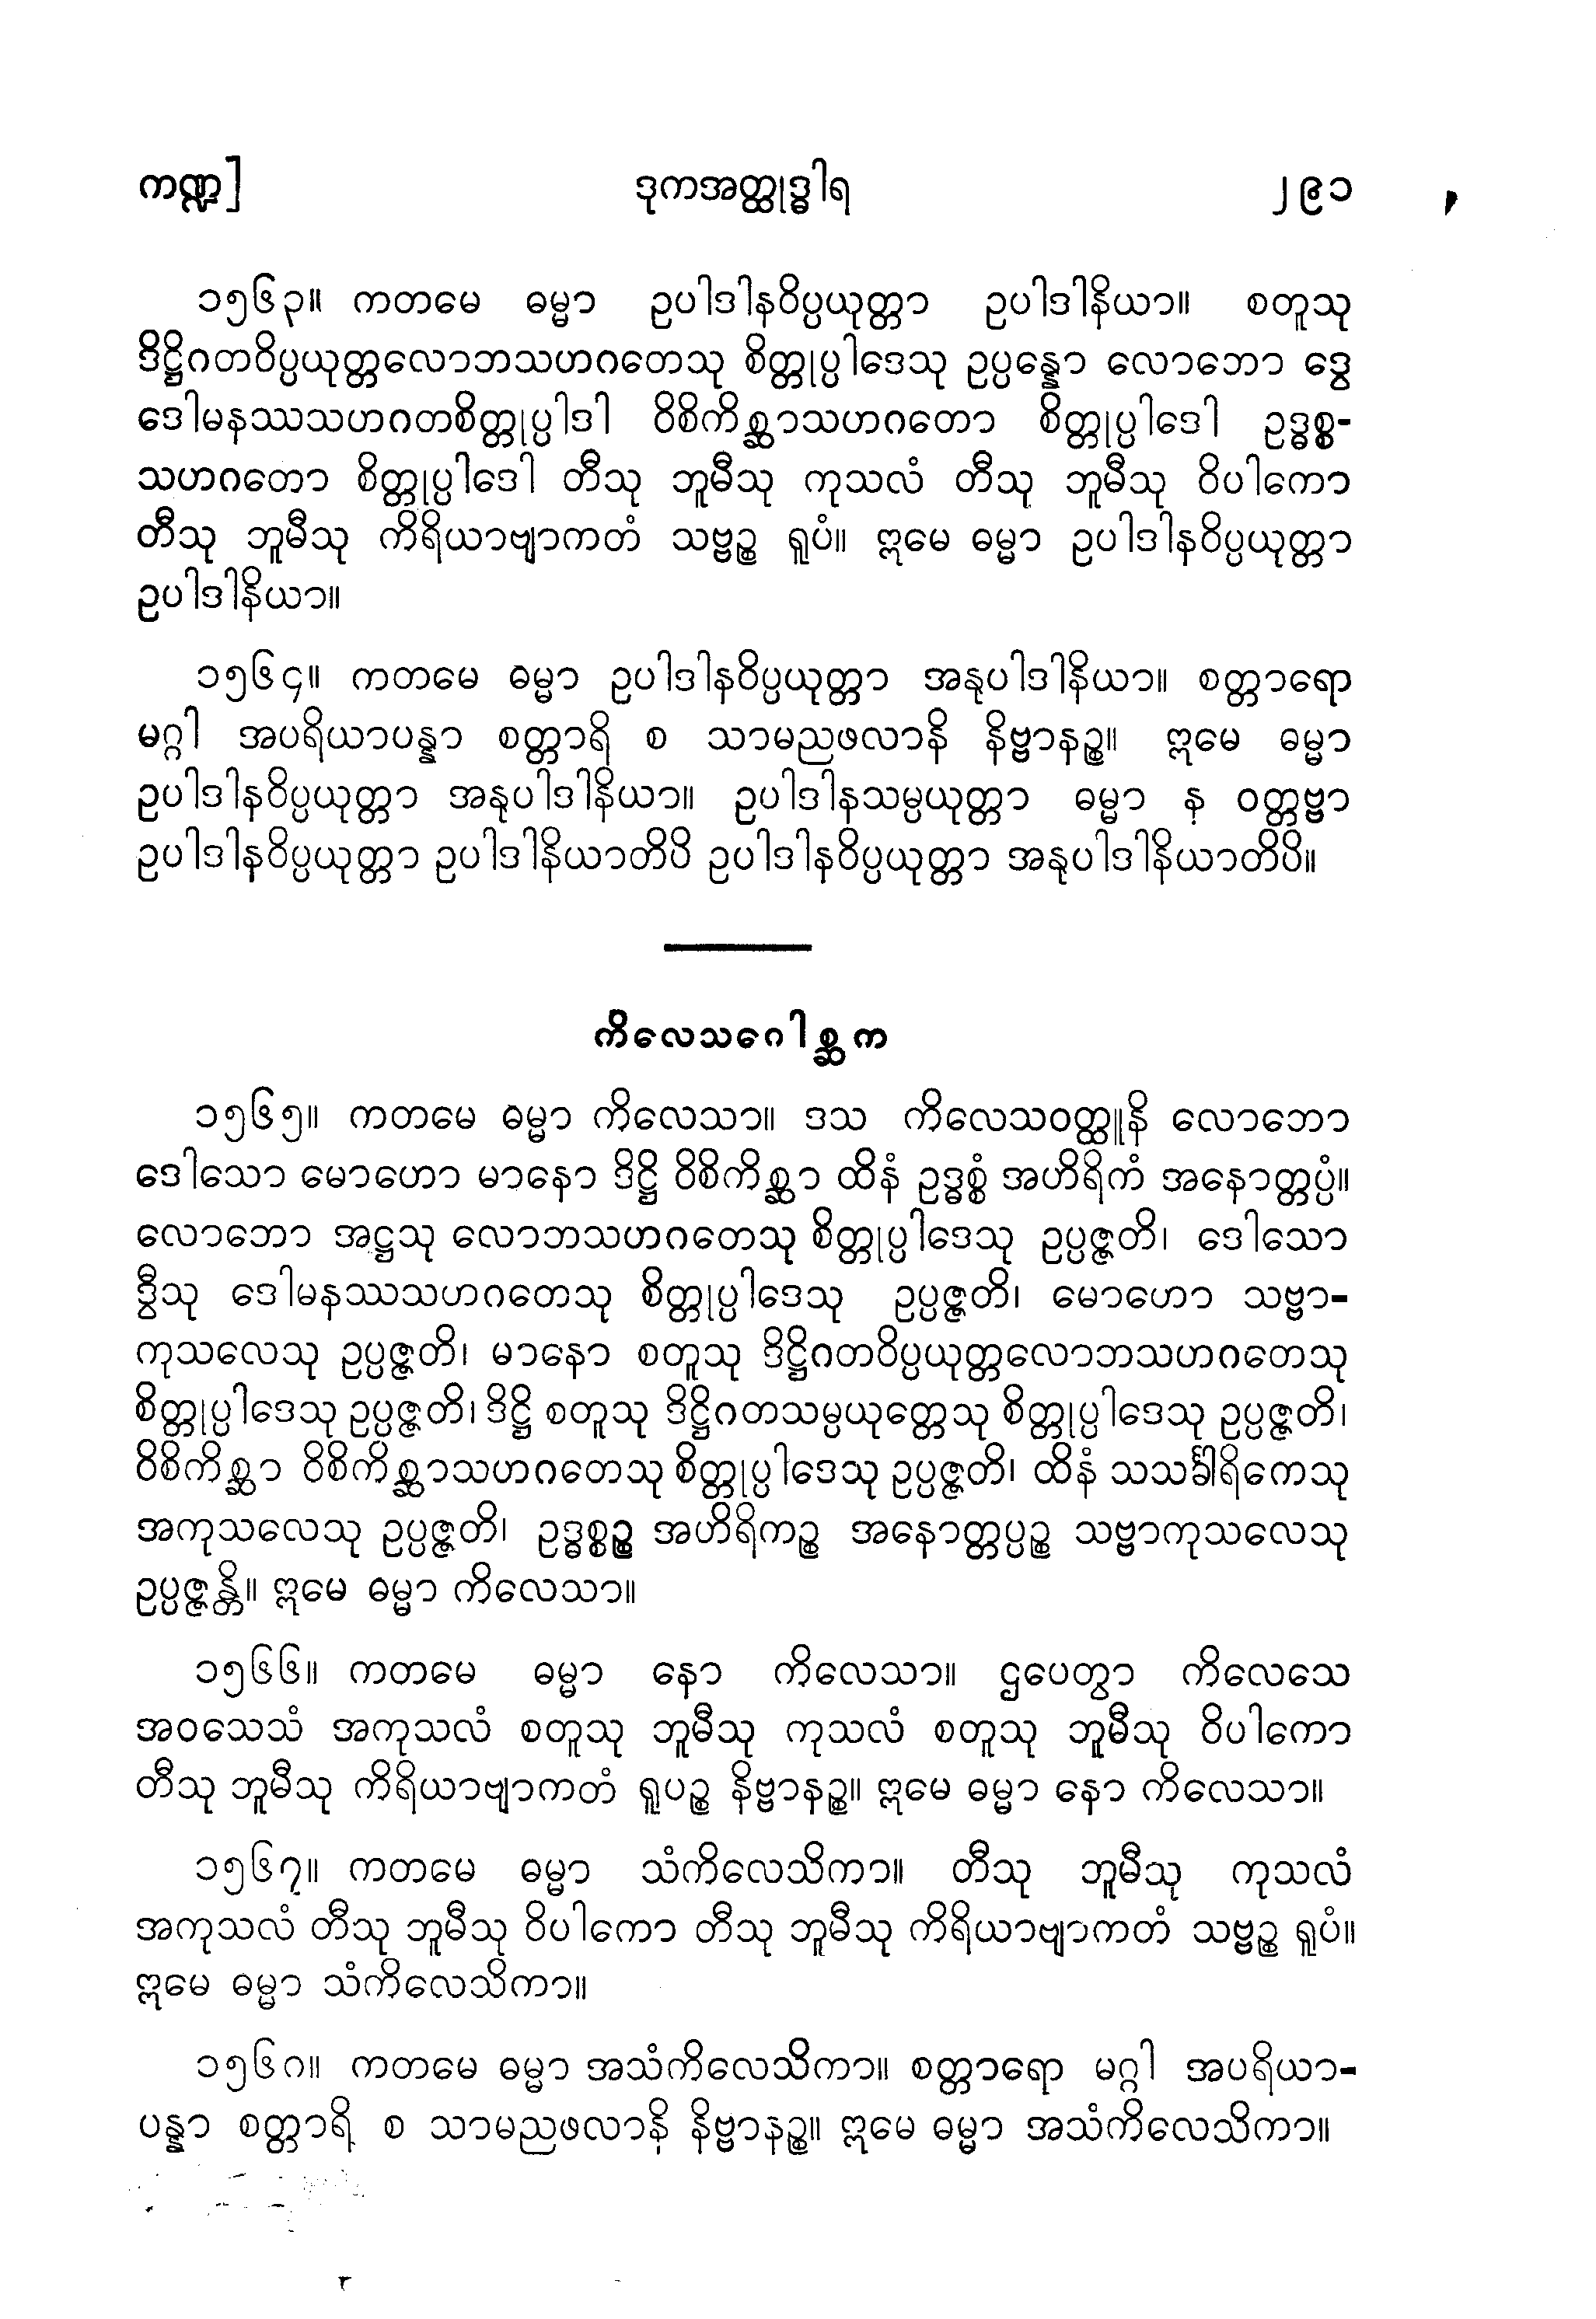 ကဏ္ဍ] ဒုကအတ္ထုဒ္ဓါရ ၂၉၁
၁၅၆၃။ ကတမေ ဓမ္မာ ဥပါဒါနဝိပ္ပယုတ္တာ ဥပါဒါနိယာ။ စတူသု
ဒိဋ္ဌိဂတဝိပ္ပယုတ္တလောဘသဟဂတေသု စိတ္တုပ္ပါဒေသု ဥပ္ပန္နော လောဘော ဒွေ
ဒေါမနဿသဟဂတစိတ္တုပ္ပါဒါ ဝိစိကိစ္ဆာသဟဂတော စိတ္တုပ္ပါဒေါ ဥဒ္ဓစ္စ-
သဟဂတော စိတ္တုပ္ပါဒေါ တီသု ဘူမီသု ကုသလံ တီသု ဘူမီသု ဝိပါကော
တီသု ဘူမီသု ကိရိယာဗျာကတံ သဗ္ဗဉ္စ ရူပံ။ ဣမေ ဓမ္မာ ဥပါဒါနဝိပ္ပယုတ္တာ
ဥပါဒါနိယာ။
၁၅၆၄။ ကတမေ ဓမ္မာ ဥပါဒါနဝိပ္ပယုတ္တာ အနုပါဒါနိယာ။ စတ္တာရော
မဂ္ဂါ အပရိယာပန္နာ စတ္တာရိ စ သာမညဖလာနိ နိဗ္ဗာနဉ္စ။ ဣမေ ဓမ္မာ
ဥပါဒါနဝိပ္ပယုတ္တာ အနုပါဒါနိယာ။ ဥပါဒါနသမ္ပယုတ္တာ ဓမ္မာ န ဝတ္တဗ္ဗာ
ဥပါဒါနဝိပ္ပယုတ္တာ ဥပါဒါနိယာတိပိ ဥပါဒါနဝိပ္ပယုတ္တာ အနုပါဒါနိယာတိပိ။
ကိလေသဂေါစ္ဆက
၁၅၆၅။ ကတမေ ဓမ္မာ ကိလေသာ။ ဒသ ကိလေသဝတ္ထူနိ လောဘော
ဒေါသော မောဟော မာနော ဒိဋ္ဌိ ဝိစိကိစ္ဆာ ထိနံ ဥဒ္ဓစ္စံ အဟိရိကံ အနောတ္တပ္ပံ။
လောဘော အဋ္ဌသု လောဘသဟဂတေသု စိတ္တုပ္ပါဒေသု ဥပ္ပဇ္ဇတိ၊ ဒေါသော
ဒွီသု ဒေါမနဿသဟဂတေသု စိတ္တုပ္ပါဒေသု ဥပ္ပဇ္ဇတိ၊ မောဟော သဗ္ဗာ-
ကုသလေသု ဥပ္ပဇ္ဇတိ၊ မာနော စတူသု ဒိဋ္ဌိဂတဝိပ္ပယုတ္တလောဘသဟဂတေသု
စိတ္တုပ္ပါဒေသု ဥပ္ပဇ္ဇတိ၊ ဒိဋ္ဌိ စတူသု ဒိဋ္ဌိဂတသမ္ပယုတ္တေသု စိတ္တုပ္ပါဒေသု ဥပ္ပဇ္ဇတိ၊
ဝိစိကိစ္ဆာ ဝိစိကိစ္ဆာသဟဂတေသု စိတ္တုပ္ပါဒေသု ဥပ္ပဇ္ဇတိ၊ ထိနံ သသင်္ခါရိကေသု
အကုသလေသု ဥပ္ပဇ္ဇတိ၊ ဥဒ္ဓစ္စဉ္စ အဟိရိကဉ္စ အနောတ္တပ္ပဉ္စ သဗ္ဗာကုသလေသု
ဥပ္ပဇ္ဇန္တိ။ ဣမေ ဓမ္မာ ကိလေသာ။
၁၅၆၆။ ကတမေ ဓမ္မာ နော ကိလေသာ။ ဌပေတွာ ကိလေသေ
အဝသေသံ အကုသလံ စတူသု ဘူမီသု ကုသလံ စတူသု ဘူမီသု ဝိပါကော
တီသု ဘူမီသု ကိရိယာဗျာကတံ ရူပဉ္စ နိဗ္ဗာနဉ္စ။ ဣမေ ဓမ္မာ နော ကိလေသာ။
၁၅၆၇။ ကတမေ ဓမ္မာ သံကိလေသိကာ။ တီသု ဘူမီသု ကုသလံ
အကုသလံ တီသု ဘူမီသု ဝိပါကော တီသု ဘူမီသု ကိရိယာဗျာကတံ သဗ္ဗဉ္စ ရူပံ။
ဣမေ ဓမ္မာ သံကိလေသိကာ။
၁၅၆၈။ ကတမေ ဓမ္မာ အသံကိလေသိကာ။ စတ္တာရော မဂ္ဂါ အပရိယာ-
ပန္နာ စတ္တာရိ စ သာမညဖလာနိ နိဗ္ဗာနဉ္စ။ ဣမေ ဓမ္မာ အသံကိလေသိကာ။